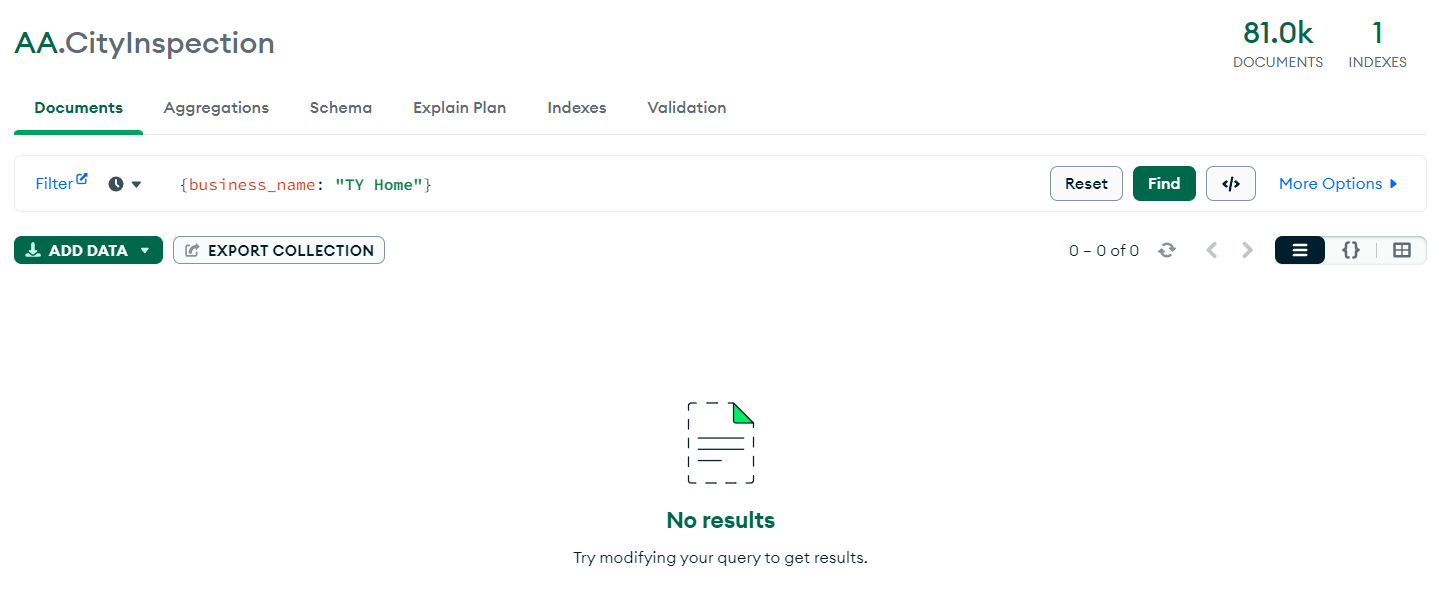 AA.CityInspection
81.0k
DOCUMENTS
1
INDEXES
Documents Aggregations Schema Explain Plan Indexes Validation
Filter {business_name: "TY Home"} Reset Find </> More Options
ADD DATA EXPORT COLLECTION 0 – 0 of 0 {}
No results
Try modifying your query to get results.